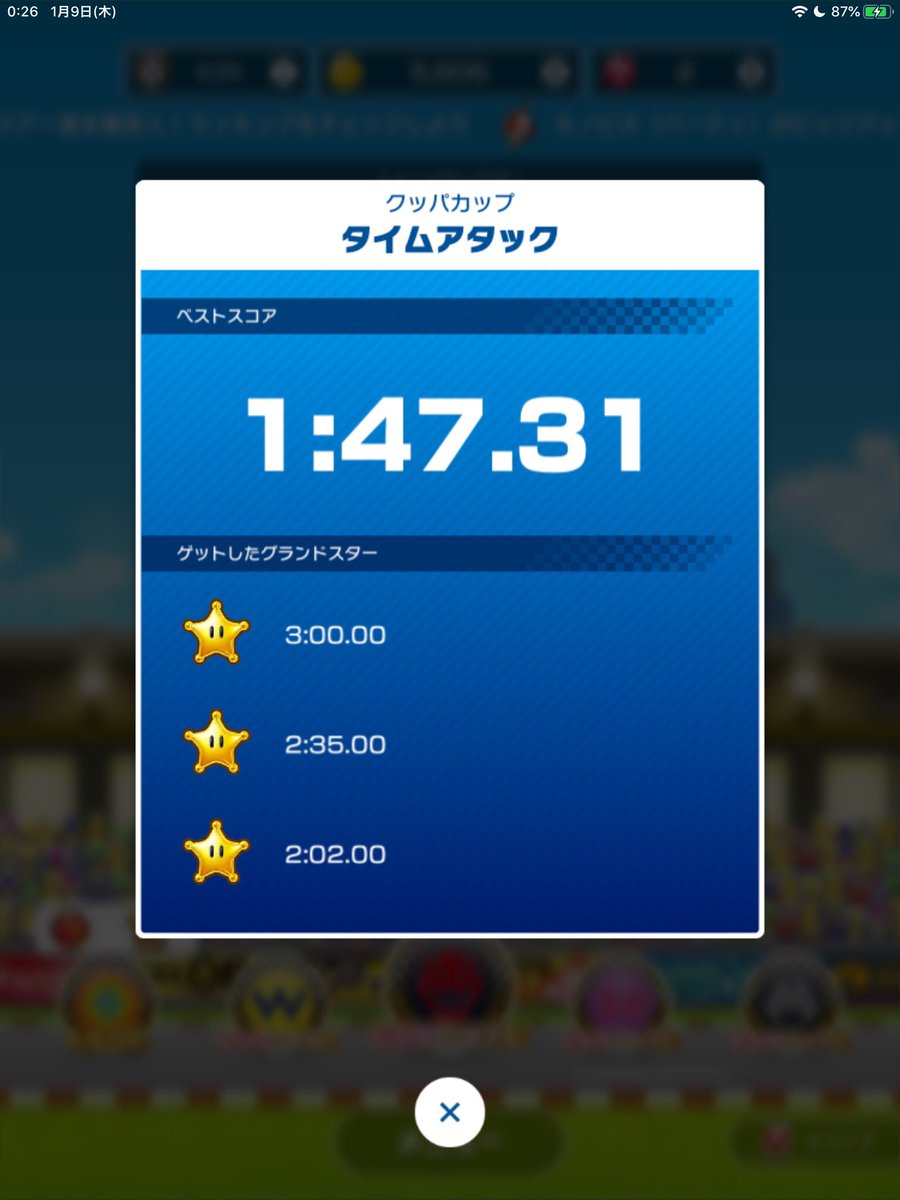 0:26 1月9日(木)
87%
クッパカップ
タイムアタック
ベストスコア
1:47.31
ゲットしたグランドスター
3:00.00
2:35.00
2:02.00